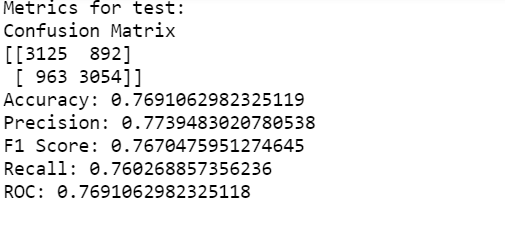 Metrics for test:
Confusion Matrix
[[3125  892]
 [ 963 3054]]
Accuracy: 0.7691062982325119
Precision: 0.7739483020780538
F1 Score: 0.7670475951274645
Recall: 0.760268857356236
ROC: 0.7691062982325118